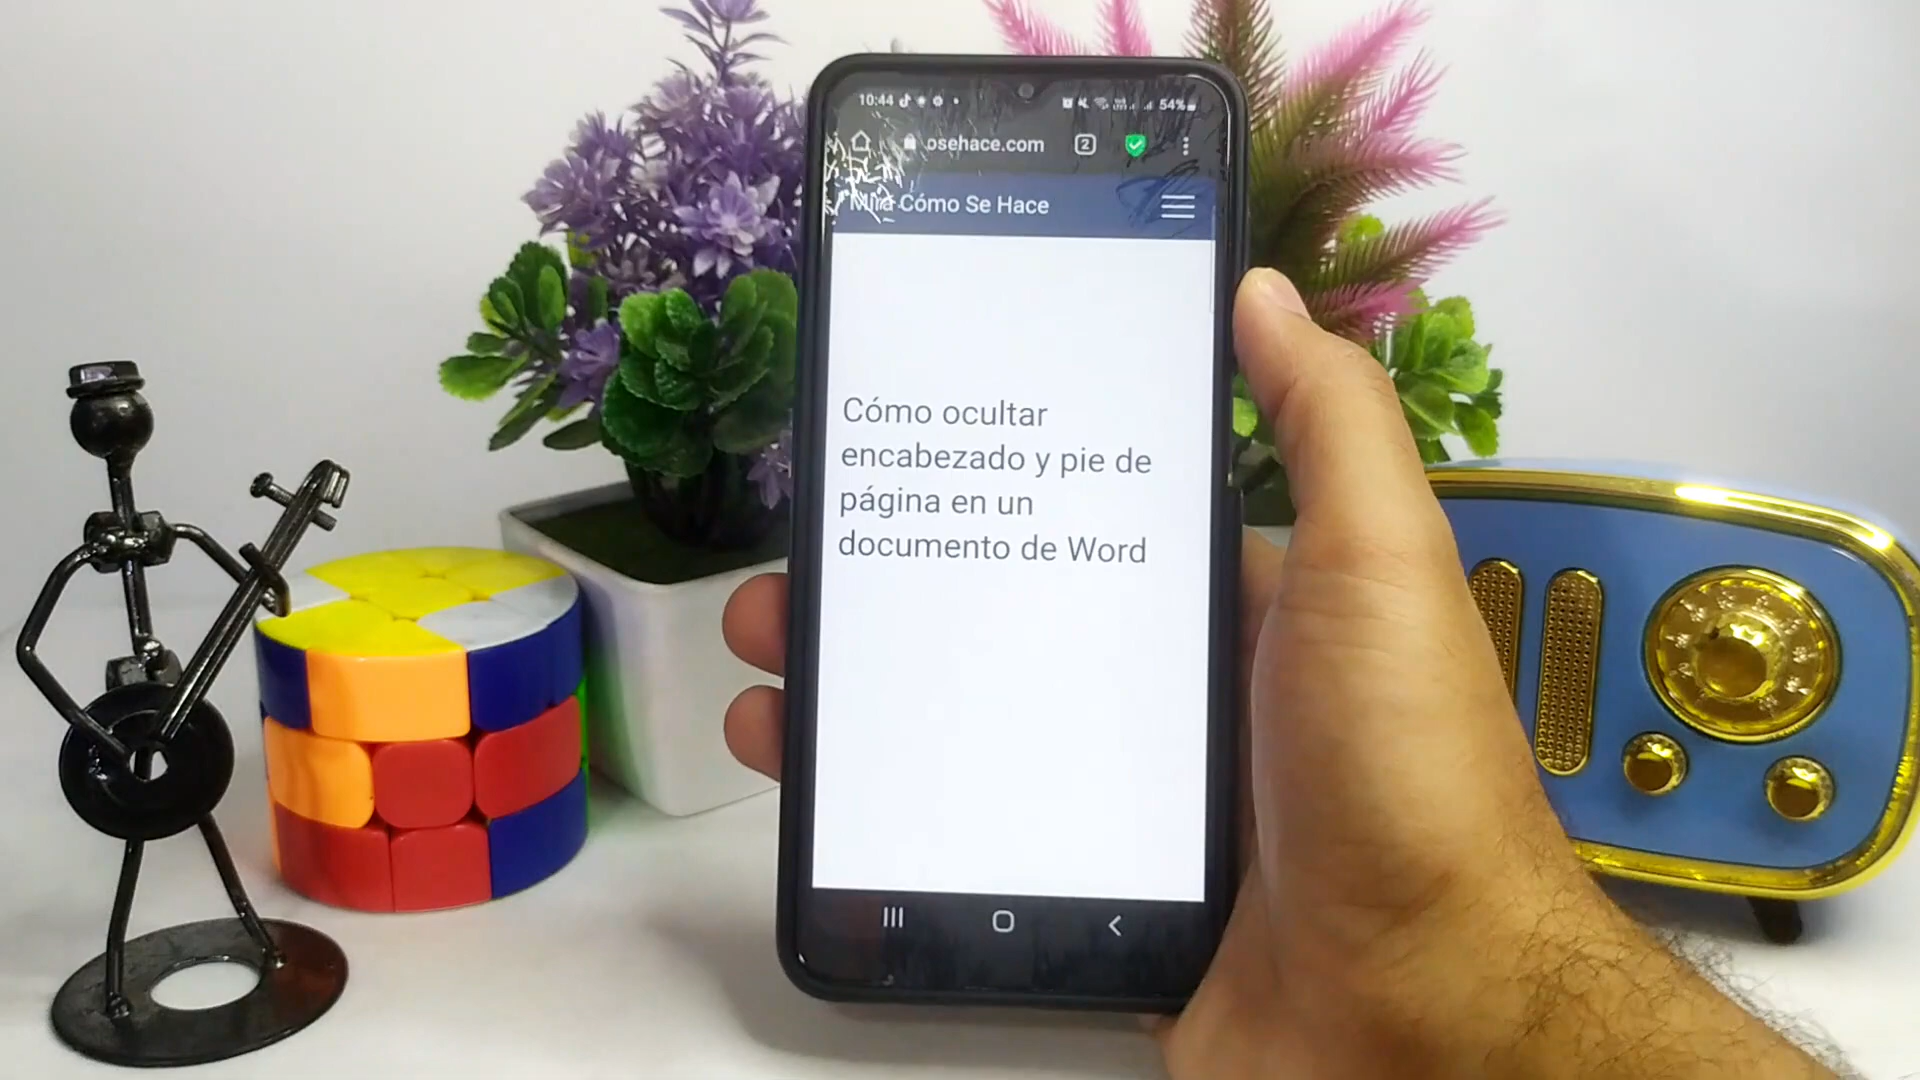 10:44
54%
osehace.com
2
Mira Cómo Se Hace
Cómo ocultar
encabezado y pie de
página en un
documento de Word